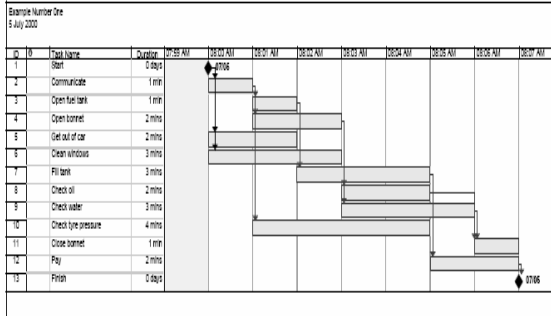 Example Number One
5 July 2000
ID Task Name Duration 07:59 AM 08:00 AM 08:01 AM 08:02 AM 08:03 AM 08:04 AM 08:05 AM 08:06 AM 08:07 AM
1 Start 0 days 07/06
2 Communicate 1 min
3 Open fuel tank 1 min
4 Open bonnet 2 mins
5 Get out of car 2 mins
6 Clean windows 3 mins
7 Fill tank 3 mins
8 Check oil 2 mins
9 Check water 3 mins
10 Check tyre pressure 4 mins
11 Close bonnet 1 min
12 Pay 2 mins
13 Finish 0 days 07/06